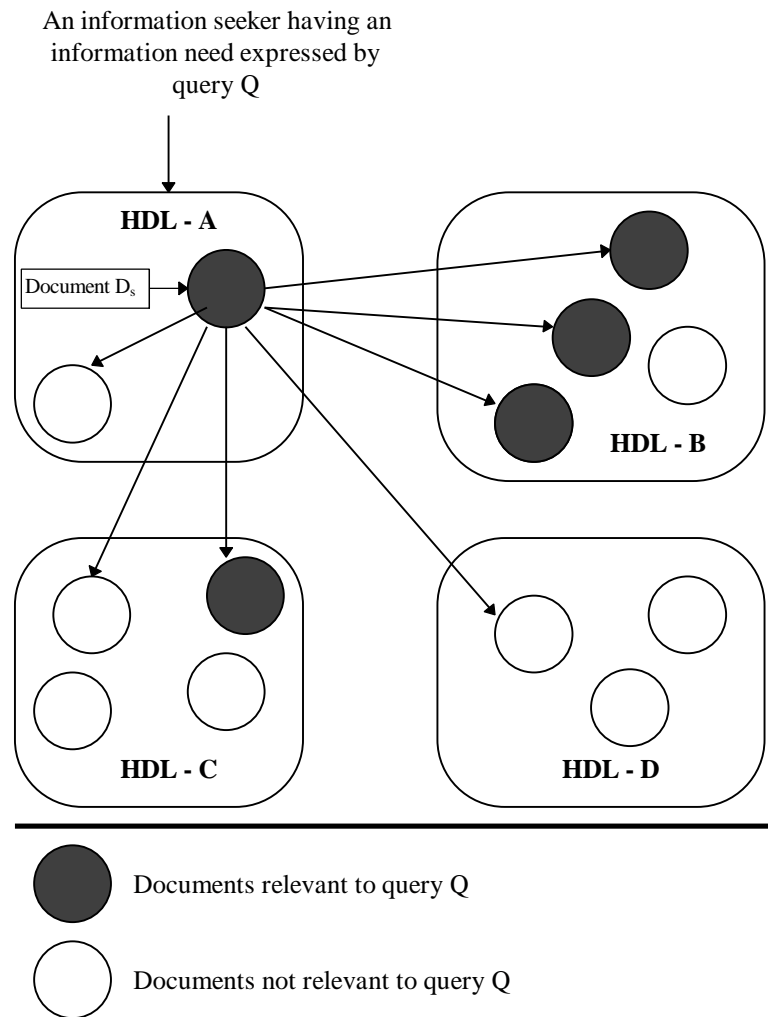 An information seeker having an
information need expressed by
query Q
HDL - A
Document Dₛ
HDL - B
HDL - C
HDL - D
Documents relevant to query Q
Documents not relevant to query Q